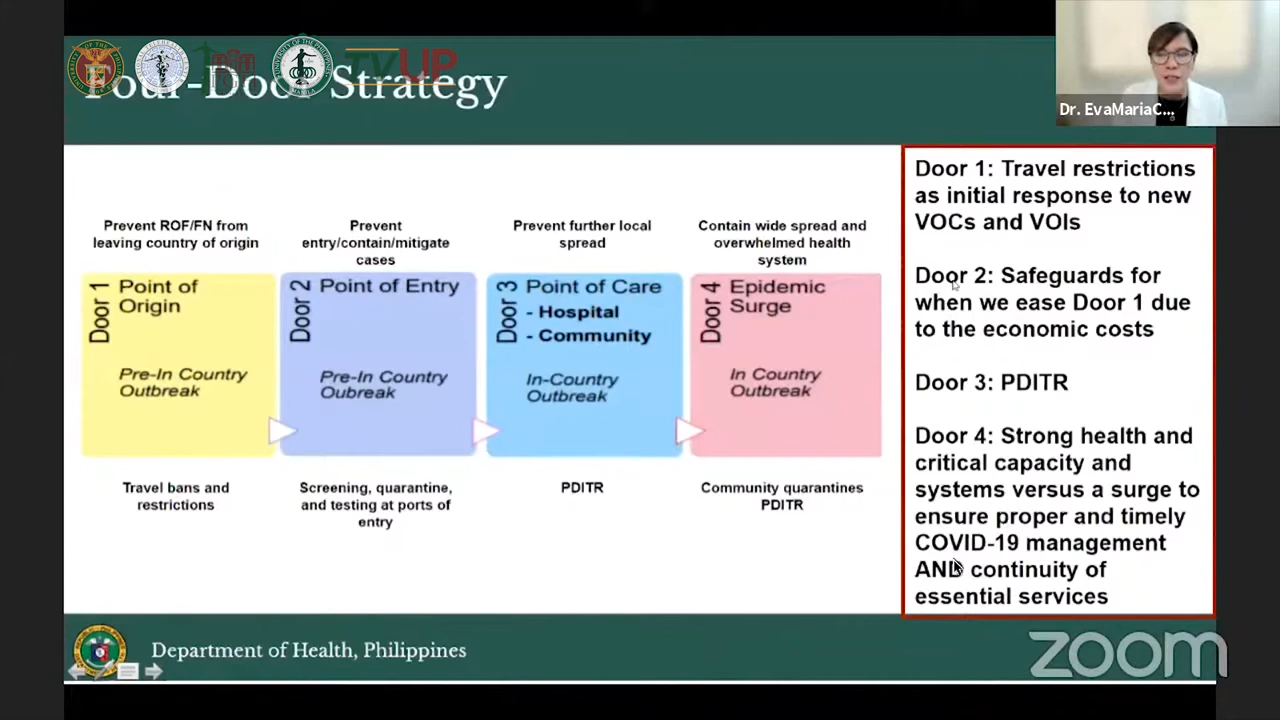 Four-Door Strategy
TVUP
Dr. EvaMariaC...
Prevent ROF/FN from
leaving country of origin
Door 1
Point of
Origin
Pre-In Country
Outbreak
Travel bans and
restrictions
Prevent
entry/contain/mitigate
cases
Door 2
Point of Entry
Pre-In Country
Oubreak
Screening, quarantine,
and testing at ports of
entry
Prevent further local
spread
Door 3
Point of Care
- Hospital
- Community
In-Country
Outbreak
PDITR
Contain wide spread and
overwhelmed health
system
Door 4
Epidemic
Surge
In Country
Outbreak
Community quarantines
PDITR
Door 1: Travel restrictions
as initial response to new
VOCs and VOIs
Door 2: Safeguards for
when we ease Door 1 due
to the economic costs
Door 3: PDITR
Door 4: Strong health and
critical capacity and
systems versus a surge to
ensure proper and timely
COVID-19 management
AND continuity of
essential services
Department of Health, Philippines
zoom